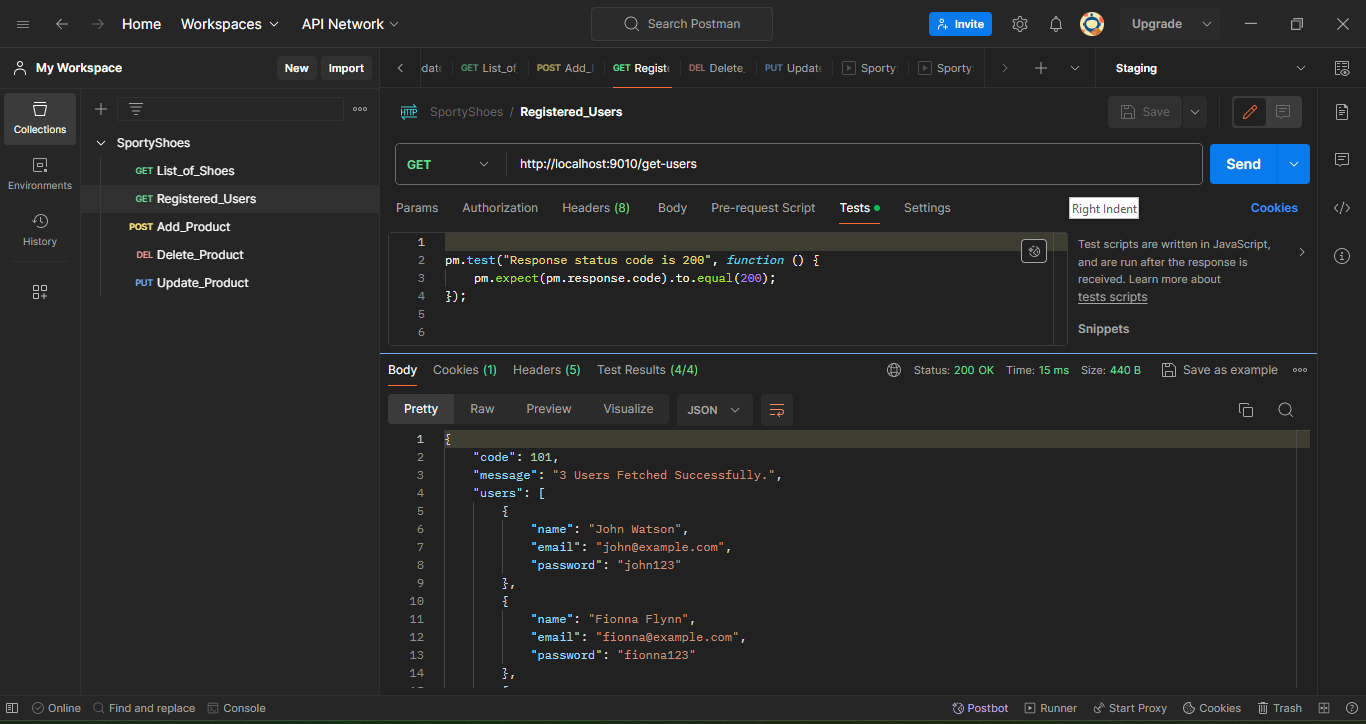 Home Workspaces API Network Search Postman Invite Upgrade
My Workspace New Import
GET List_of POST Add_ GET Regist DEL Delete_ PUT Updat Sporty Sporty Staging
Collections
Environments
History
SportyShoes
GET List_of_Shoes
GET Registered_Users
POST Add_Product
DEL Delete_Product
PUT Update_Product
HTTP SportyShoes / Registered_Users Save
GET http://localhost:9010/get-users Send
Params Authorization Headers (8) Body Pre-request Script Tests Settings Right Indent Cookies
1
2 pm.test("Response status code is 200", function () {
3 pm.expect(pm.response.code).to.equal(200);
4 });
5
6
Test scripts are written in JavaScript,
and are run after the response is
received. Learn more about
tests scripts
Snippets
Body Cookies (1) Headers (5) Test Results (4/4) Status: 200 OK Time: 15 ms Size: 440 B Save as example
Pretty Raw Preview Visualize JSON
1 {
2 "code": 101,
3 "message": "3 Users Fetched Successfully.",
4 "users": [
5 {
6 "name": "John Watson",
7 "email": "john@example.com",
8 "password": "john123"
9 },
10 {
11 "name": "Fionna Flynn",
12 "email": "fionna@example.com",
13 "password": "fionna123"
14 },
Online Find and replace Console Postbot Runner Start Proxy Cookies Trash